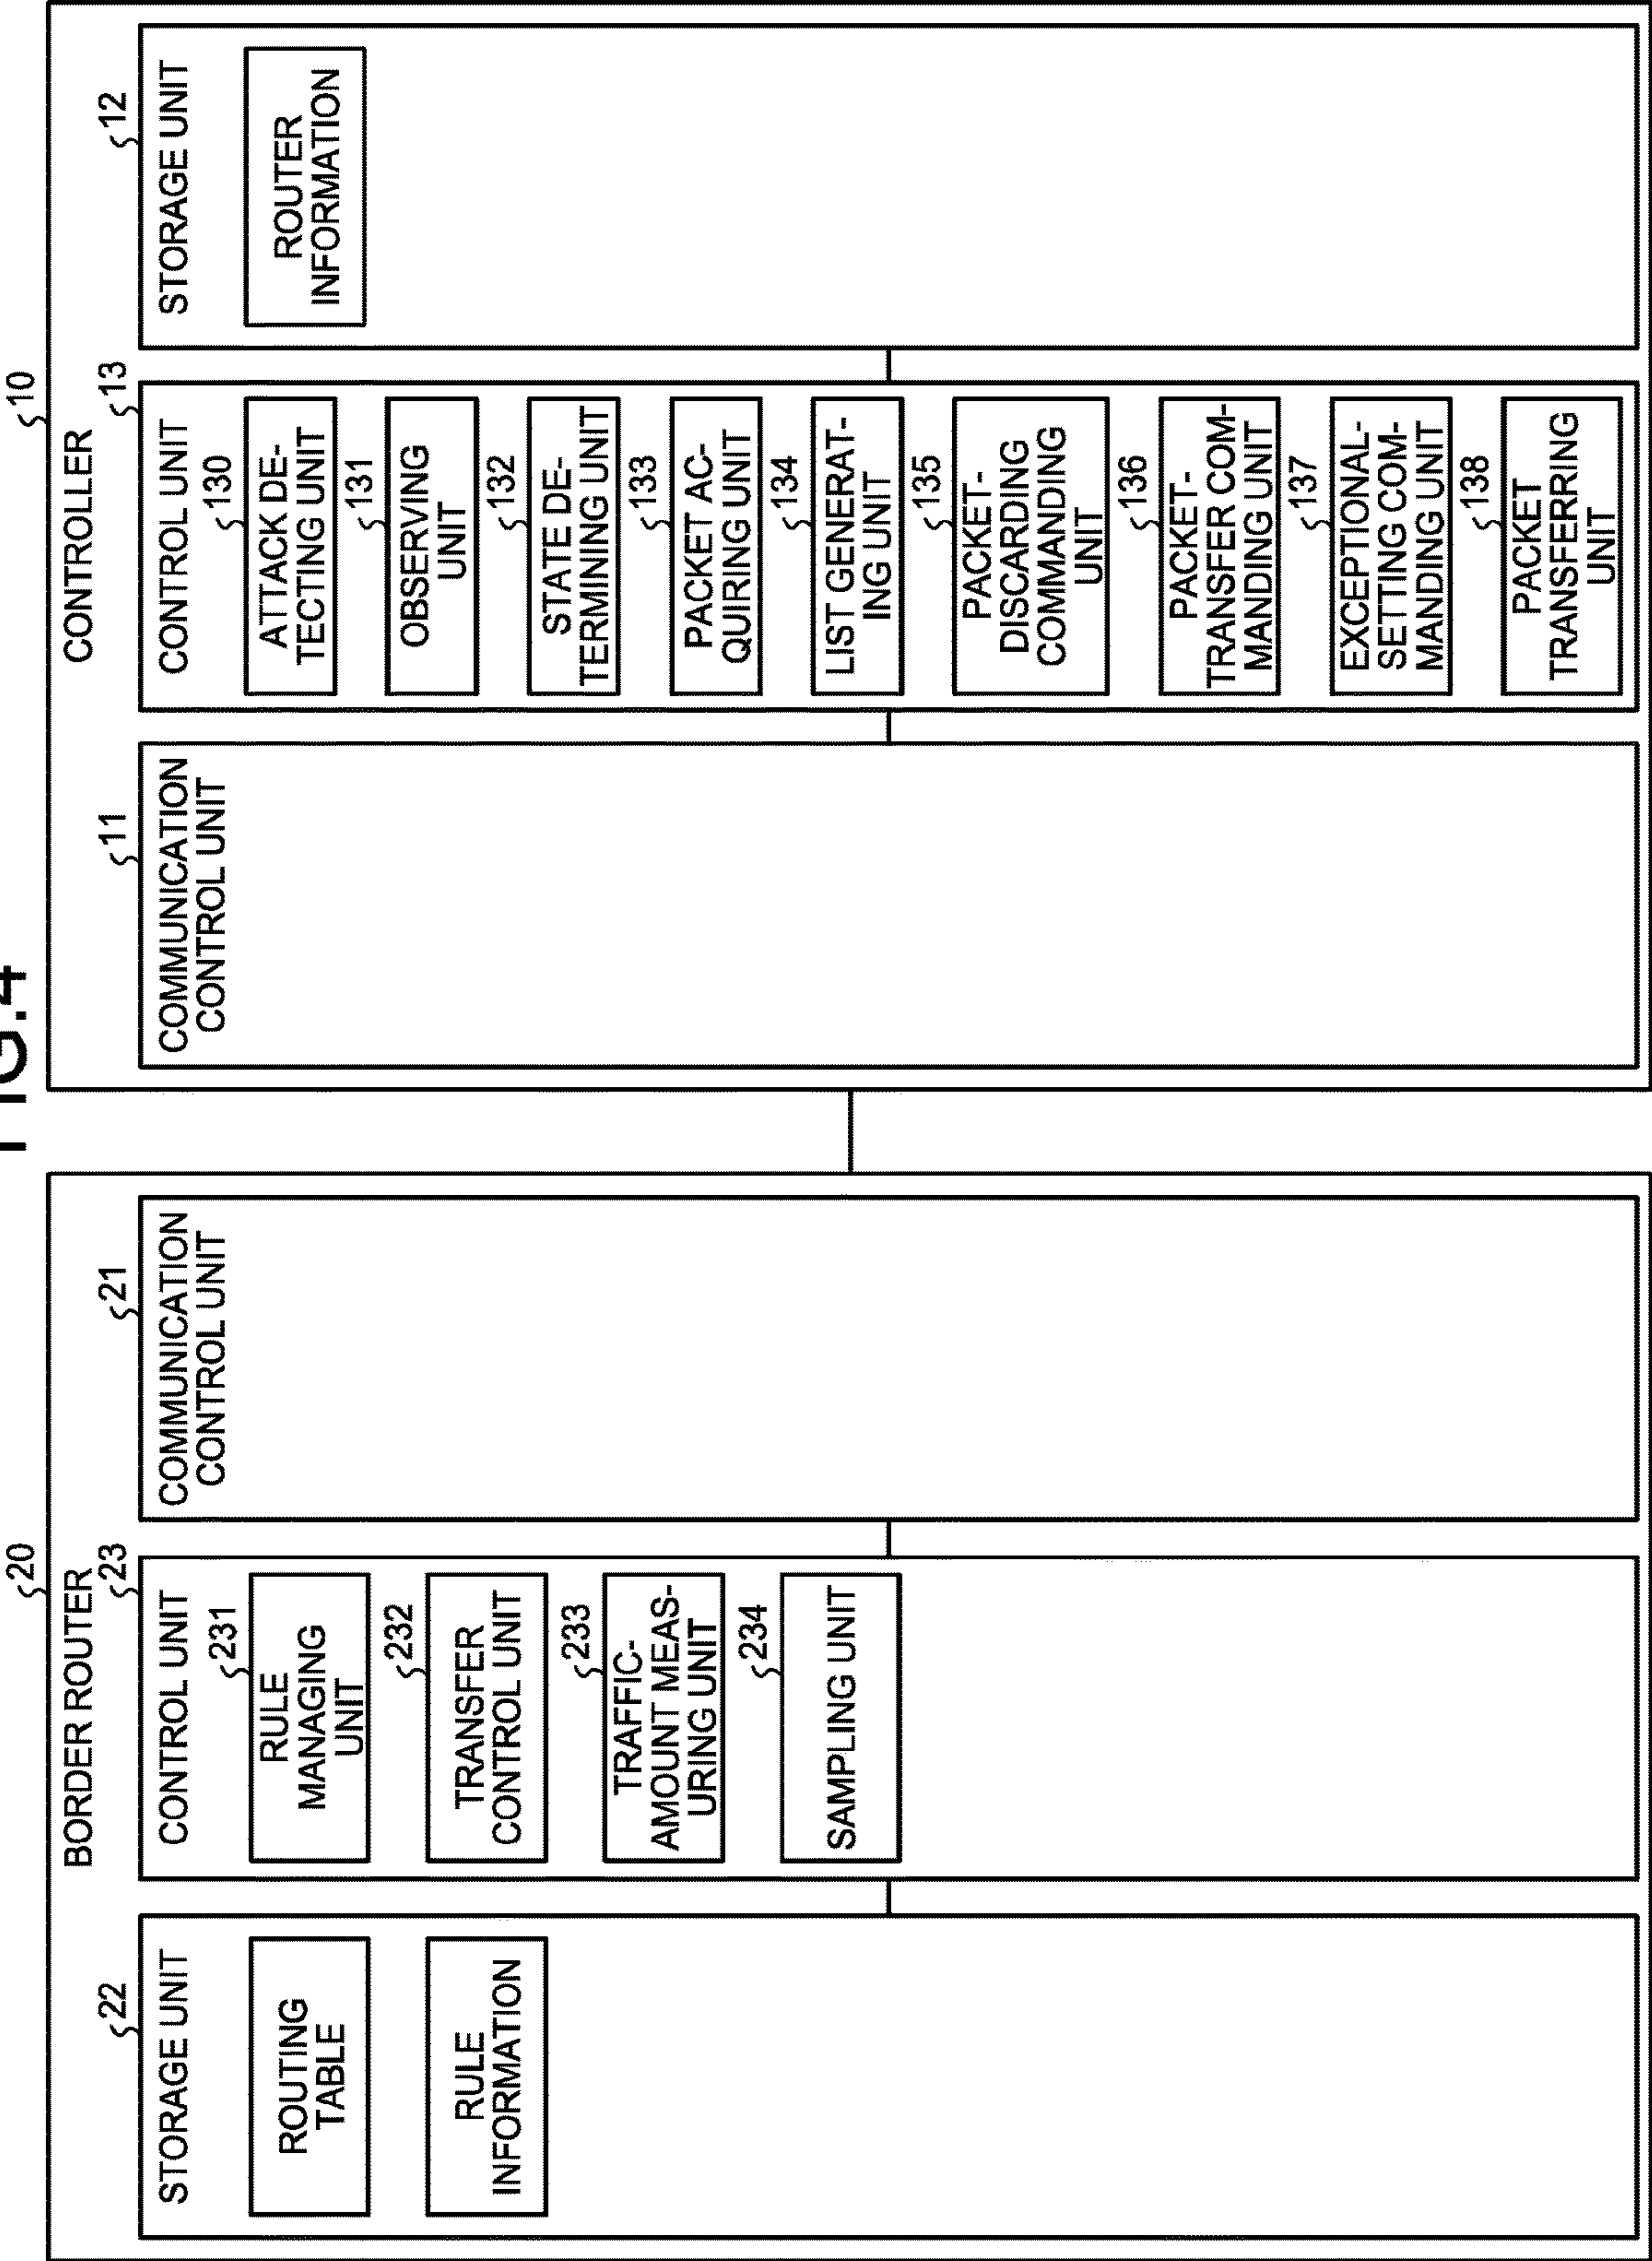 FIG.4
20
BORDER ROUTER
22
STORAGE UNIT
ROUTING
TABLE
RULE
INFORMATION
23
CONTROL UNIT
231
RULE
MANAGING
UNIT
232
TRANSFER
CONTROL UNIT
233
TRAFFIC-
AMOUNT MEAS-
URING UNIT
234
SAMPLING UNIT
21
COMMUNICATION
CONTROL UNIT
10
CONTROLLER
11
COMMUNICATION
CONTROL UNIT
13
CONTROL UNIT
130
ATTACK DE-
TECTING UNIT
131
OBSERVING
UNIT
132
STATE DE-
TERMINING UNIT
133
PACKET AC-
QUIRING UNIT
134
LIST GENERAT-
ING UNIT
135
PACKET-
DISCARDING
COMMANDING
UNIT
136
PACKET-
TRANSFER COM-
MANDING UNIT
137
EXCEPTIONAL-
SETTING COM-
MANDING UNIT
138
PACKET
TRANSFERRING
UNIT
12
STORAGE UNIT
ROUTER
INFORMATION